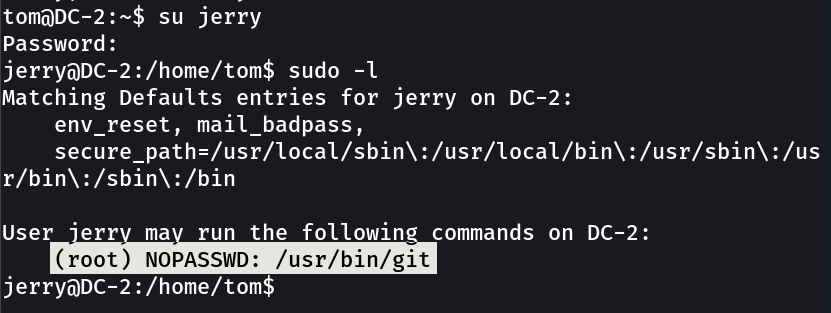 tom@DC-2:~$ su jerry
Password:
jerry@DC-2:/home/tom$ sudo -l
Matching Defaults entries for jerry on DC-2:
    env_reset, mail_badpass,
    secure_path=/usr/local/sbin\:/usr/local/bin\:/usr/sbin\:/us
r/bin\:/sbin\:/bin
User jerry may run the following commands on DC-2:
    (root) NOPASSWD: /usr/bin/git
jerry@DC-2:/home/tom$